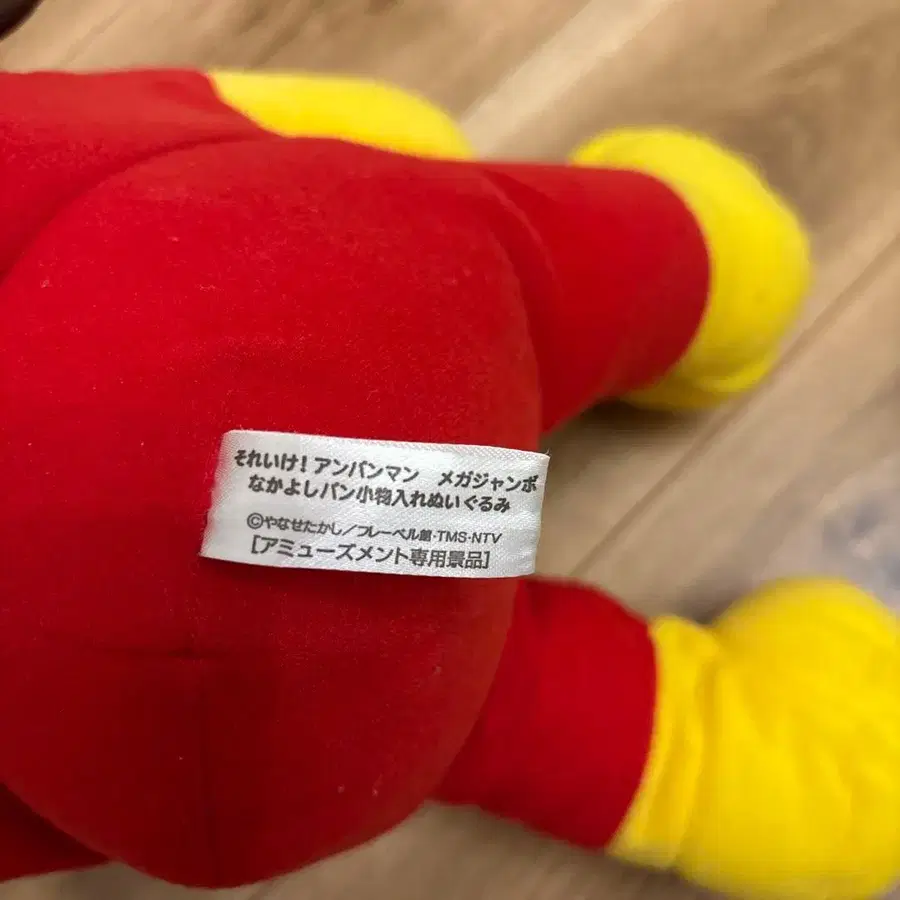 それいけ！アンパンマン　メガジャンボ
なかよしパン小物入れぬいぐるみ
©やなせたかし／フレーベル館・TMS・NTV
［アミューズメント専用景品］